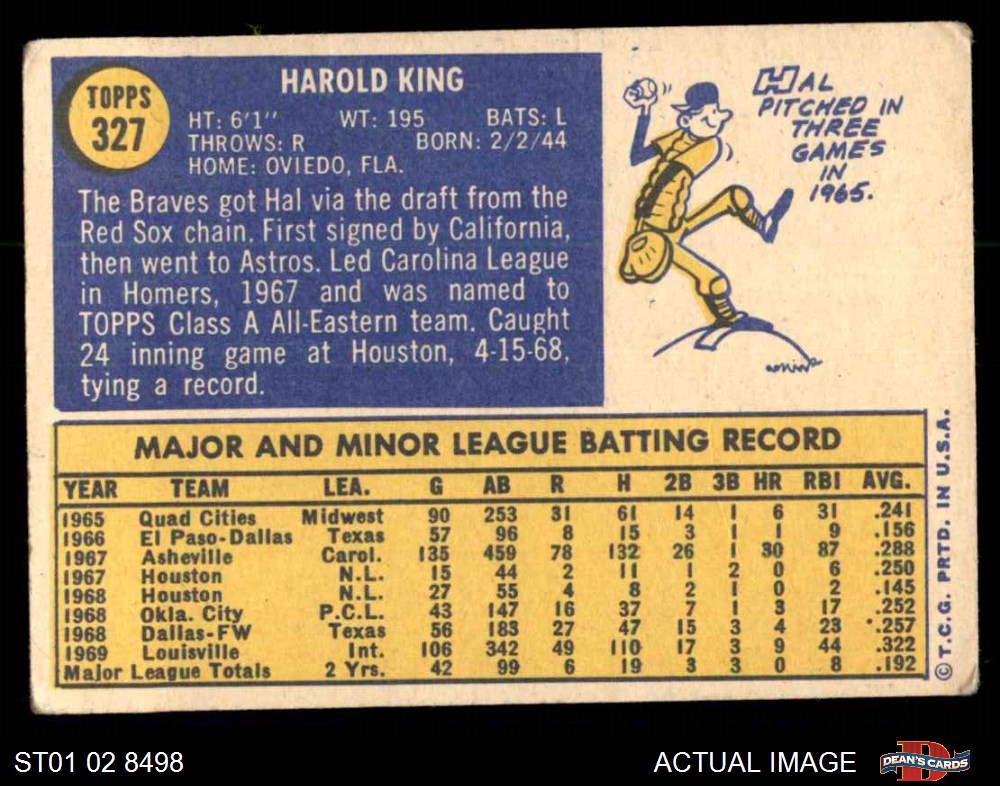 TOPPS
327
HAROLD KING
HT: 6'1" WT: 195 BATS: L
THROWS: R BORN: 2/2/44
HOME: OVIEDO, FLA.
The Braves got Hal via the draft from the
Red Sox chain. First signed by California,
then went to Astros. Led Carolina League
in Homers, 1967 and was named to
TOPPS Class A All-Eastern team. Caught
24 inning game at Houston, 4-15-68,
tying a record.
HAL
PITCHED IN
THREE
GAMES
IN
1965.
MAJOR AND MINOR LEAGUE BATTING RECORD
YEAR TEAM LEA. G AB R H 2B 3B HR RBI AVG.
1965 Quad Cities Midwest 90 253 31 61 14 1 6 31 .241
1966 El Paso-Dallas Texas 57 96 8 15 3 1 1 9 .156
1967 Asheville Carol. 135 459 78 132 26 1 30 87 .288
1967 Houston N.L. 15 44 2 11 1 2 0 6 .250
1968 Houston N.L. 27 55 4 8 2 1 0 2 .145
1968 Okla. City P.C.L. 43 147 16 37 7 1 3 17 .252
1968 Dallas-FW Texas 56 183 27 47 15 3 4 23 .257
1969 Louisville Int. 106 342 49 110 17 3 9 44 .322
Major League Totals 2 Yrs. 42 99 6 19 3 3 0 8 .192
© T.C.G. PRTD. IN U.S.A.
ST01 02 8498
ACTUAL IMAGE
DEAN'S CARDS